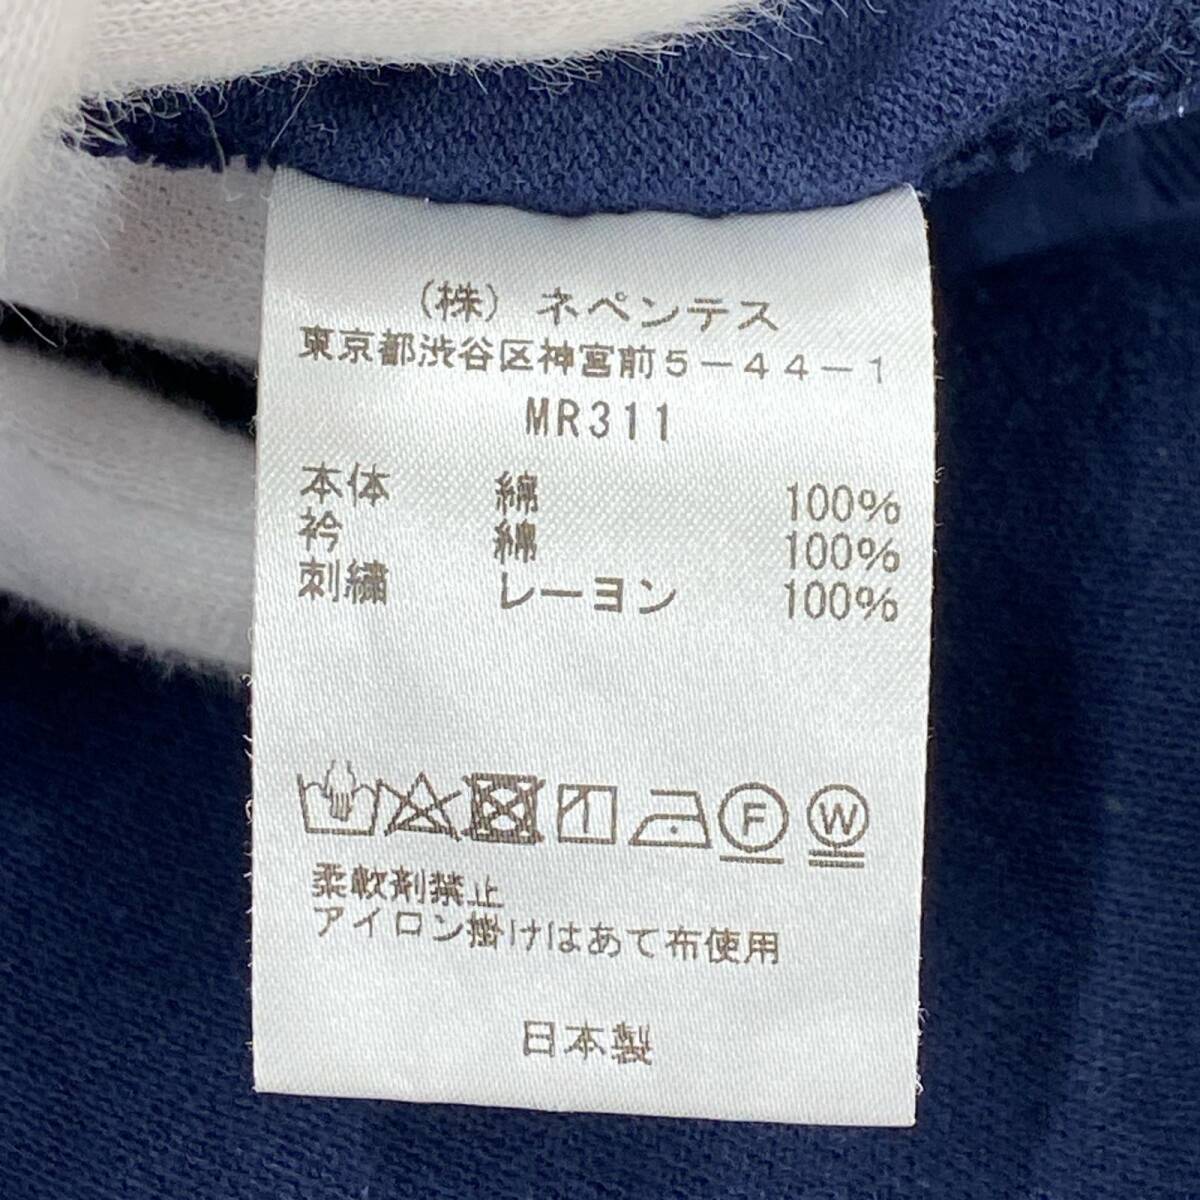 (株) ネペンテス
東京都渋谷区神宮前5-44-1
MR311
本体 綿 100%
衿 綿 100%
刺繍 レーヨン 100%
F W
柔軟剤禁止
アイロン掛けはあて布使用
日本製